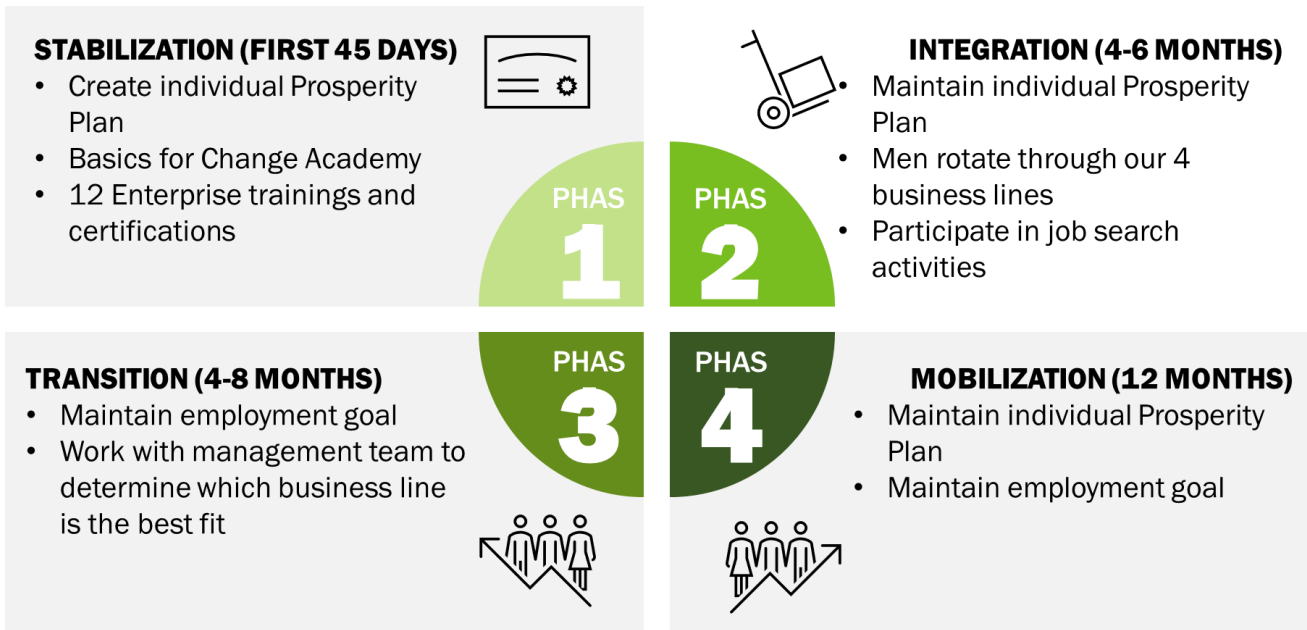 STABILIZATION (FIRST 45 DAYS)
• Create individual Prosperity
Plan
• Basics for Change Academy
• 12 Enterprise trainings and
certifications
PHAS
1
INTEGRATION (4-6 MONTHS)
• Maintain individual Prosperity
Plan
• Men rotate through our 4
business lines
• Participate in job search
activities
PHAS
2
TRANSITION (4-8 MONTHS)
• Maintain employment goal
• Work with management team to
determine which business line
is the best fit
PHAS
3
MOBILIZATION (12 MONTHS)
• Maintain individual Prosperity
Plan
• Maintain employment goal
PHAS
4